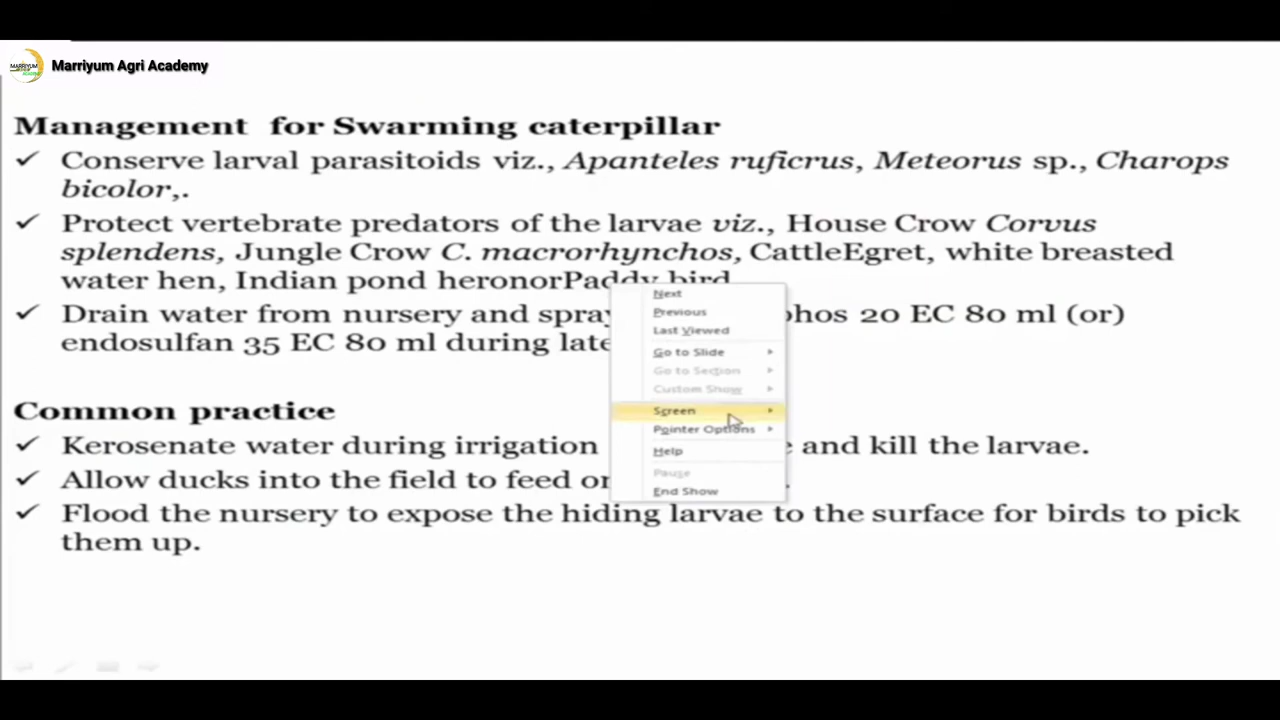 MARRIYUM
Marriyum Agri Academy
Management for Swarming caterpillar
✓ Conserve larval parasitoids viz., Apanteles ruficrus, Meteorus sp., Charops
bicolor,.
✓ Protect vertebrate predators of the larvae viz., House Crow Corvus
splendens, Jungle Crow C. macrorhynchos, CattleEgret, white breasted
water hen, Indian pond heronorPaddy bird
✓ Drain water from nursery and spray hos 20 EC 80 ml (or)
endosulfan 35 EC 80 ml during late
Common practice
✓ Kerosenate water during irrigation and kill the larvae.
✓ Allow ducks into the field to feed on
✓ Flood the nursery to expose the hiding larvae to the surface for birds to pick
them up.
Next
Previous
Last Viewed
Go to Slide
Go to Section
Custom Show
Screen
Pointer Options
Help
Pause
End Show